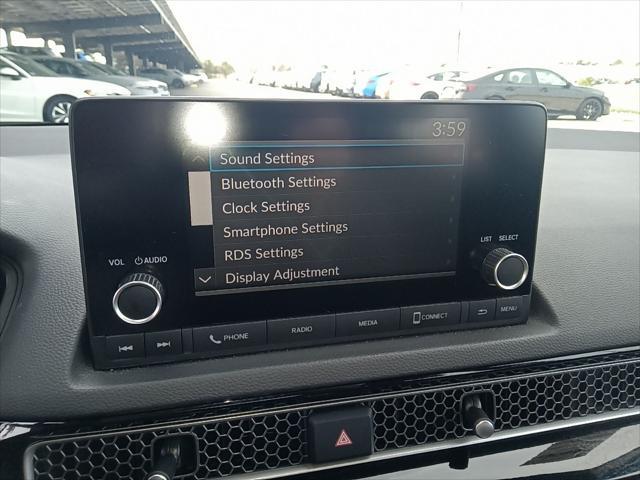 3:59
Sound Settings
Bluetooth Settings
Clock Settings
Smartphone Settings
RDS Settings
Display Adjustment
VOL AUDIO
LIST SELECT
PHONE
RADIO
MEDIA
CONNECT
MENU